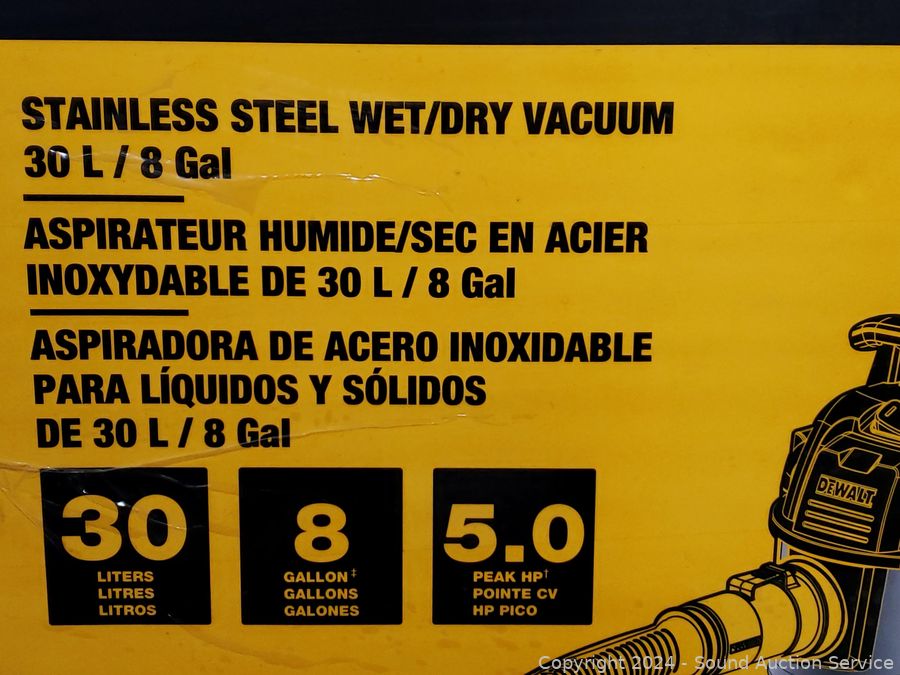 STAINLESS STEEL WET/DRY VACUUM
30 L / 8 Gal
ASPIRATEUR HUMIDE/SEC EN ACIER
INOXYDABLE DE 30 L / 8 Gal
ASPIRADORA DE ACERO INOXIDABLE
PARA LÍQUIDOS Y SÓLIDOS
DE 30 L / 8 Gal
30
LITERS
LITRES
LITROS
8
GALLON‡
GALLONS
GALONES
5.0
PEAK HP†
POINTE CV
HP PICO
DEWALT
Copyright 2024 - Sound Auction Service